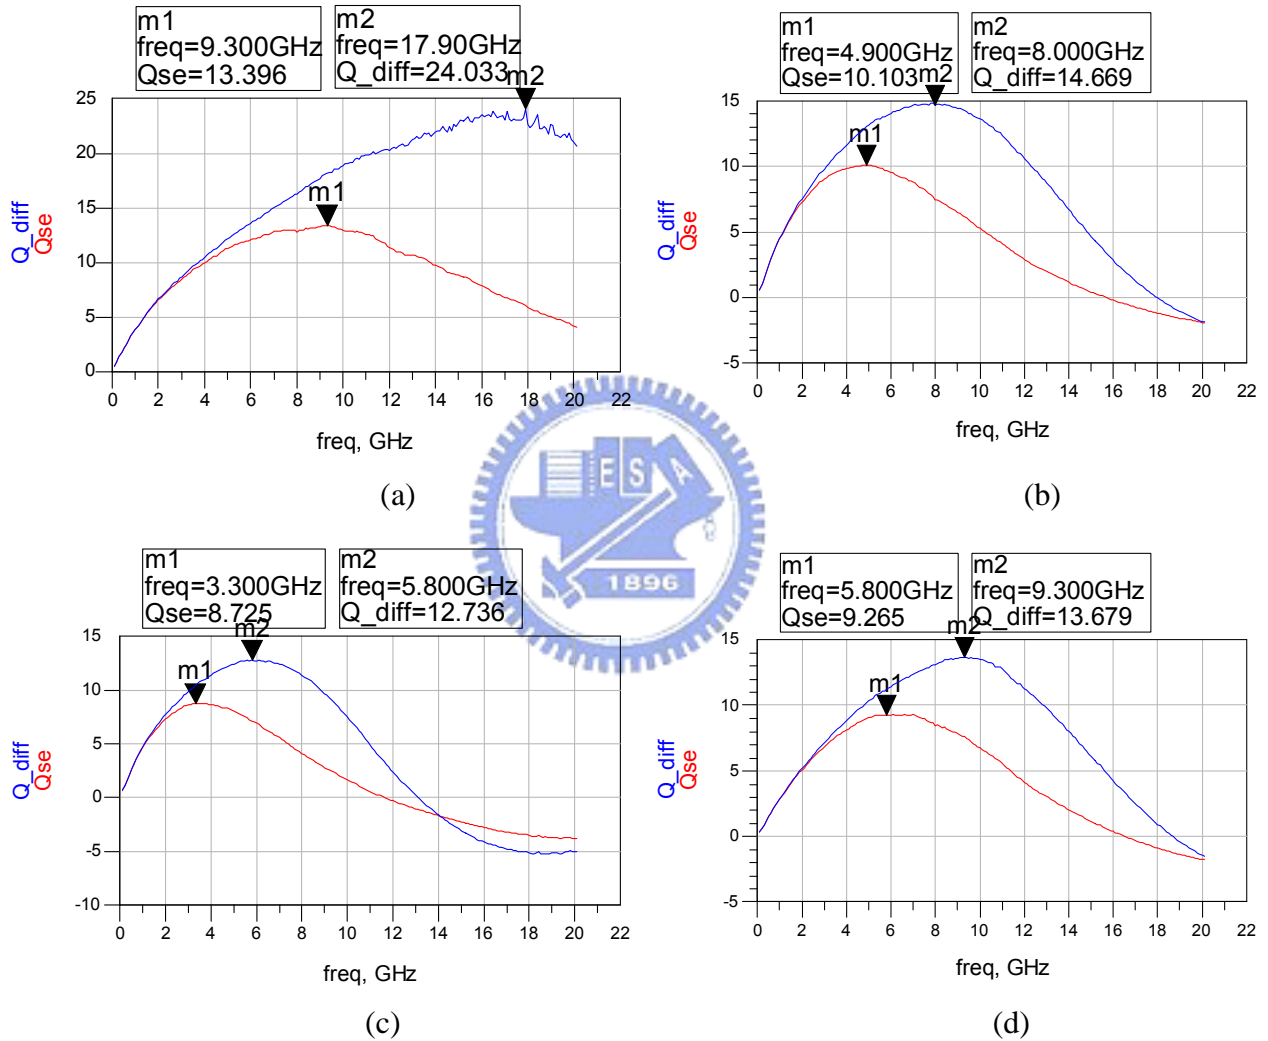 m1
freq=9.300GHz
Qse=13.396
m2
freq=17.90GHz
Q_diff=24.033
m2
m1
25
20
15
10
5
0
Q_diff
Qse
0 2 4 6 8 10 12 14 16 18 20 22
freq, GHz
(a)
m1
freq=4.900GHz
Qse=10.103
m2
freq=8.000GHz
Q_diff=14.669
m2
m1
15
10
5
0
-5
Q_diff
Qse
0 2 4 6 8 10 12 14 16 18 20 22
freq, GHz
(b)
E S A
1896
m1
freq=3.300GHz
Qse=8.725
m2
freq=5.800GHz
Q_diff=12.736
m2
m1
15
10
5
0
-5
-10
Q_diff
Qse
0 2 4 6 8 10 12 14 16 18 20 22
freq, GHz
(c)
m1
freq=5.800GHz
Qse=9.265
m2
freq=9.300GHz
Q_diff=13.679
m2
m1
15
10
5
0
-5
Q_diff
Qse
0 2 4 6 8 10 12 14 16 18 20 22
freq, GHz
(d)